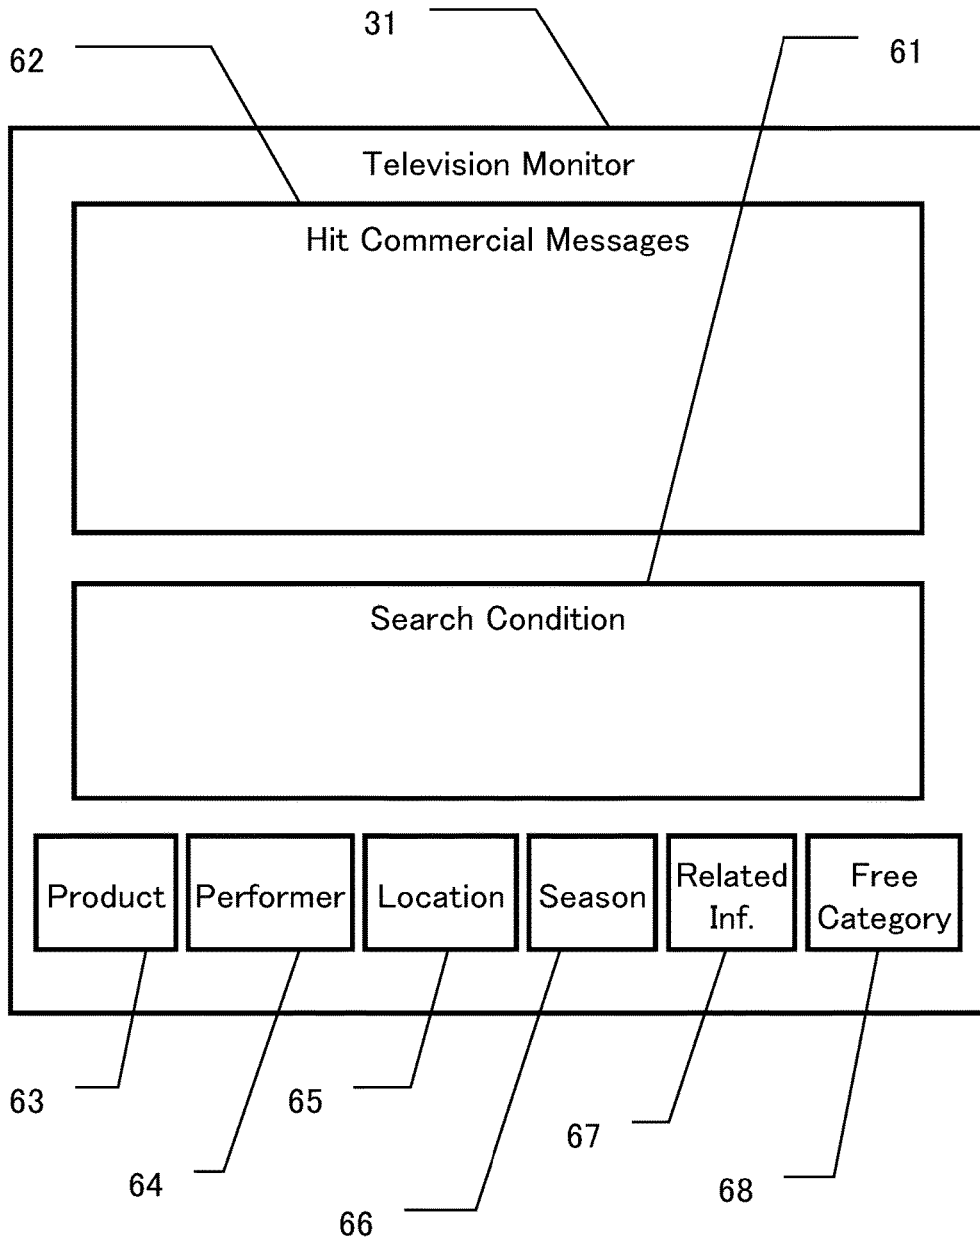 31
61
62
Television Monitor
Hit Commercial Messages
Search Condition
Product
Performer
Location
Season
Related
Inf.
Free
Category
63
65
67
64
68
66